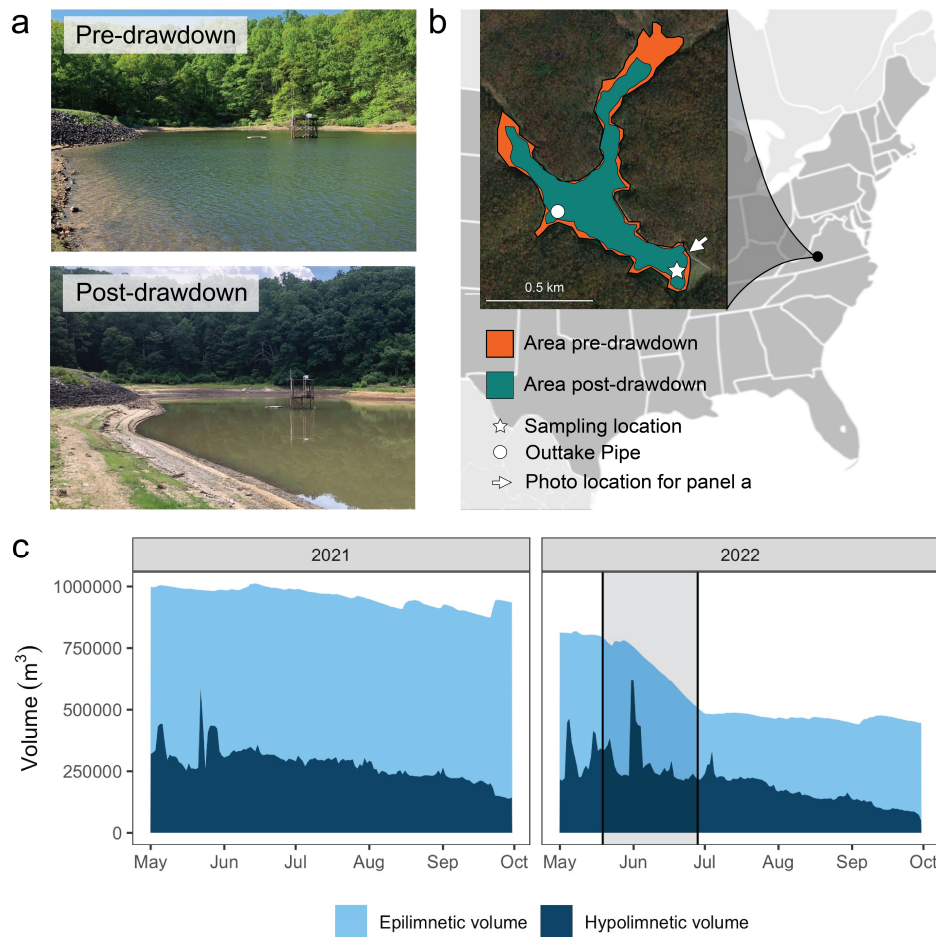 a
Pre-drawdown
Post-drawdown
b
0.5 km
Area pre-drawdown
Area post-drawdown
Sampling location
Outtake Pipe
Photo location for panel a
c
2021
2022
Volume (m³)
1000000
750000
500000
250000
0
May Jun Jul Aug Sep Oct
May Jun Jul Aug Sep Oct
Epilimnetic volume
Hypolimnetic volume